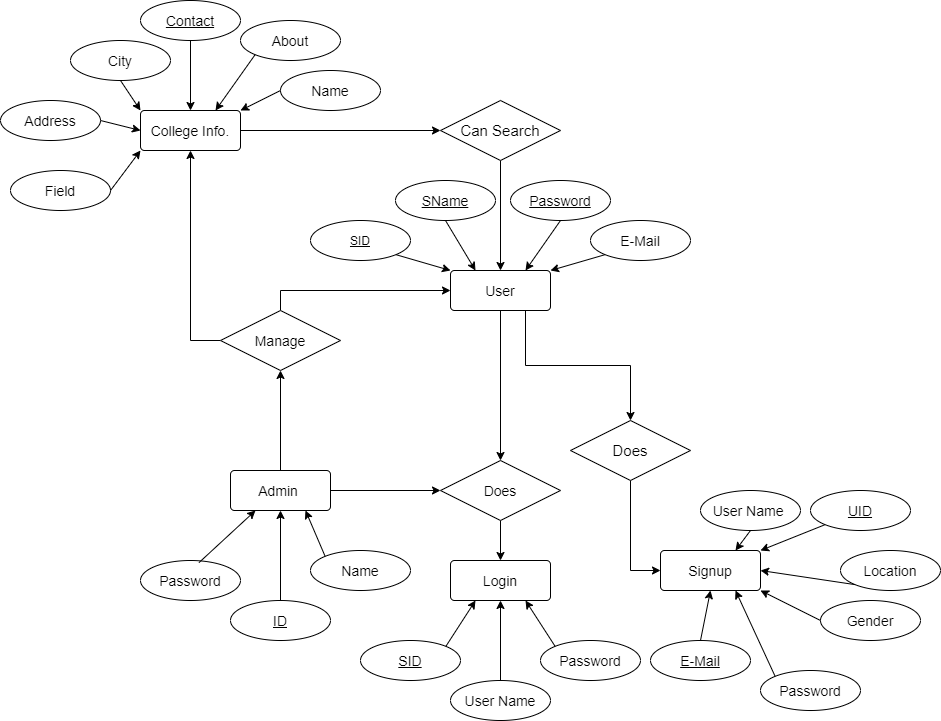 Contact
About
City
Name
Address
College Info.
Can Search
Field
SName
Password
SID
E-Mail
User
Manage
Does
Admin
Does
User Name
UID
Password
Name
Login
Signup
Location
ID
Gender
SID
Password
E-Mail
User Name
Password